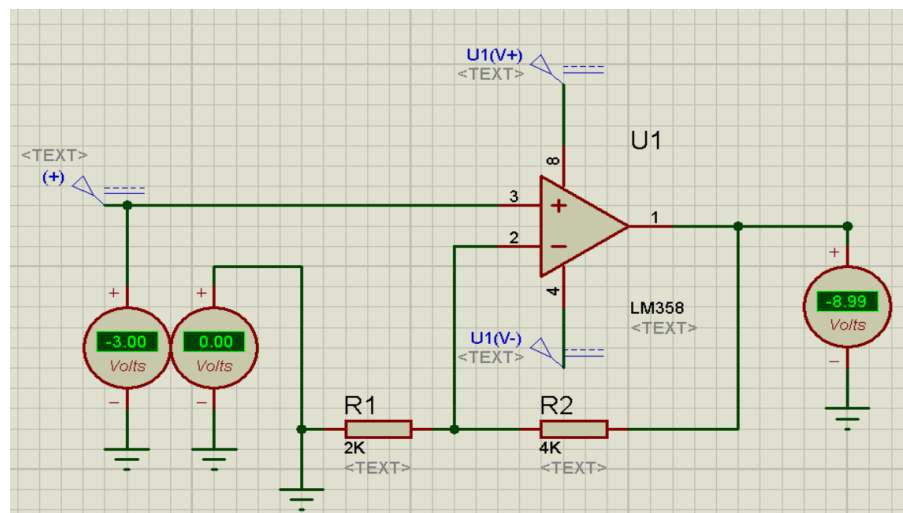 U1(V+)
<TEXT>
U1
<TEXT>
(+)
8
3
+
1
2
−
4
+
+
+
-3.00
Volts
0.00
Volts
-8.99
Volts
LM358
<TEXT>
U1(V-)
<TEXT>
−
−
−
R1
2K
<TEXT>
R2
4K
<TEXT>